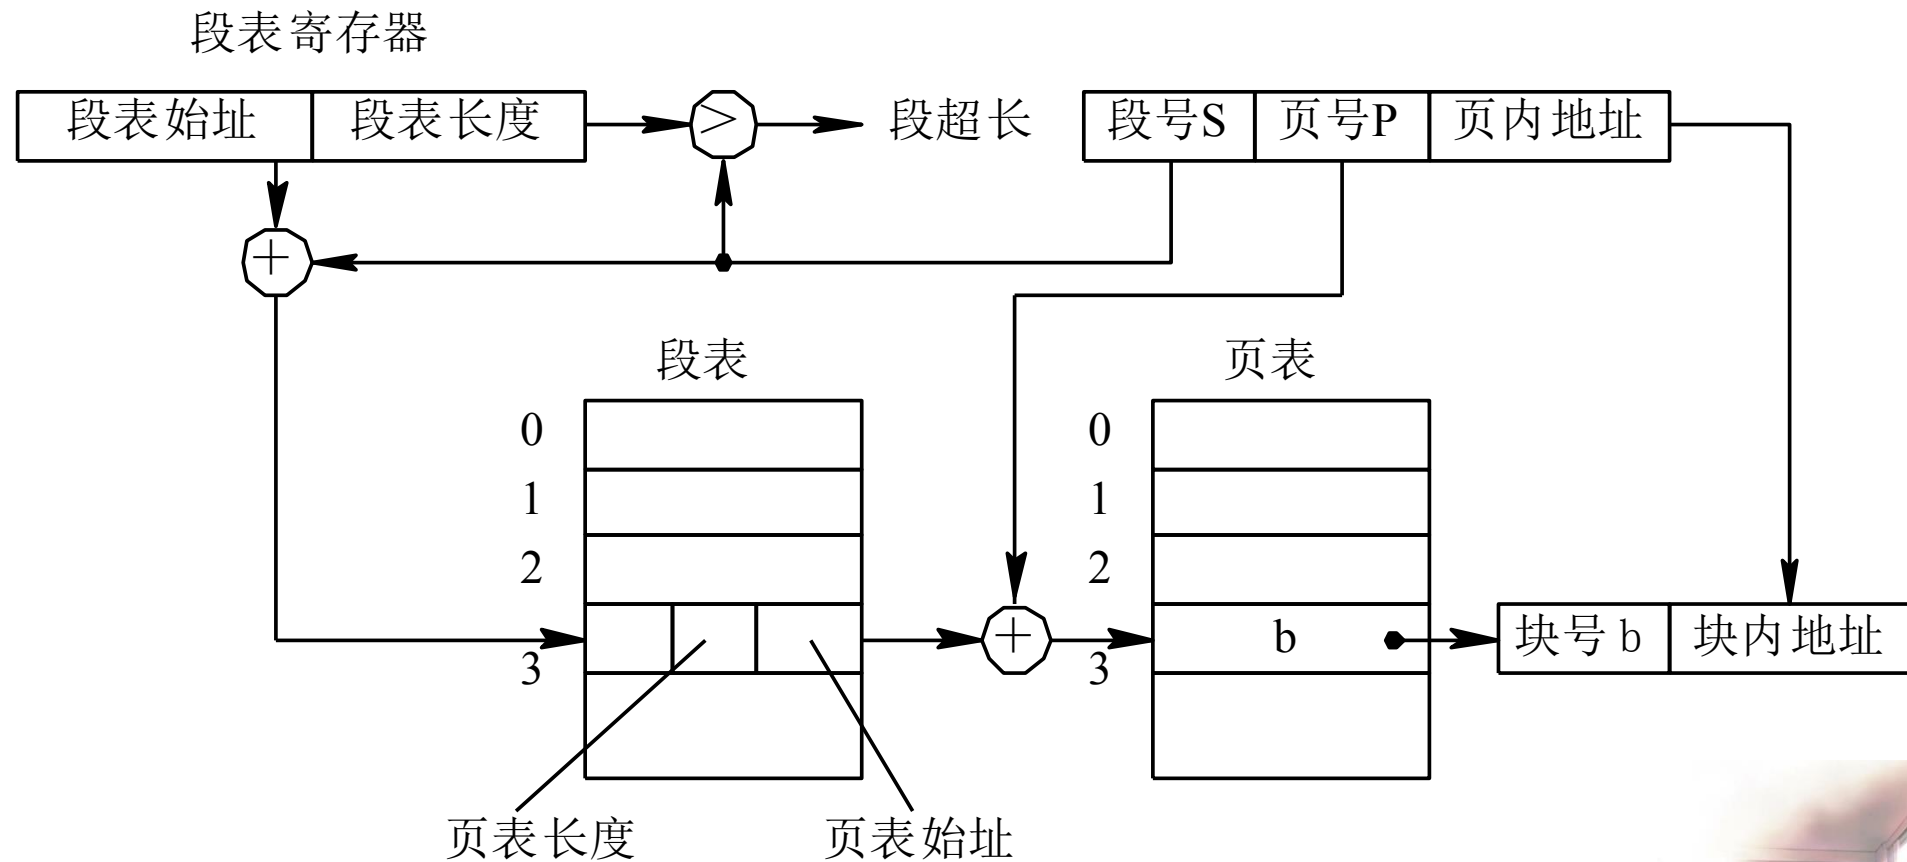 段表寄存器
段表始址 段表长度 > 段超长 段号S 页号P 页内地址
+
段表 页表
0 0
1 1
2 2
+ b 块号b 块内地址
3 3
页表长度 页表始址